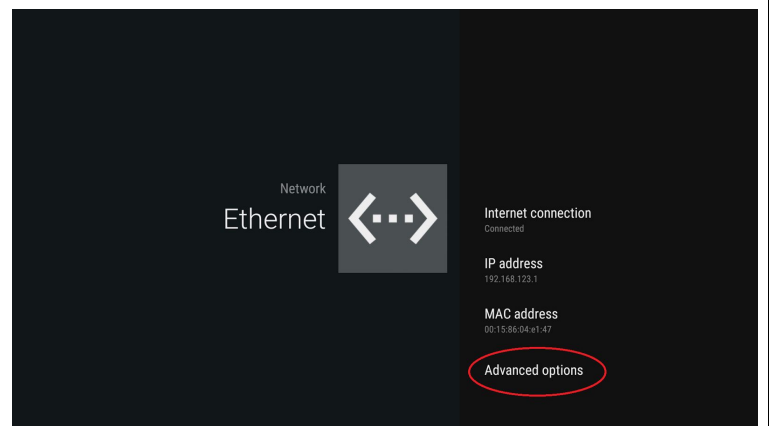 Network
Ethernet
Internet connection
Connected
IP address
192.168.123.1
MAC address
00:15:86:04:e1:47
Advanced options